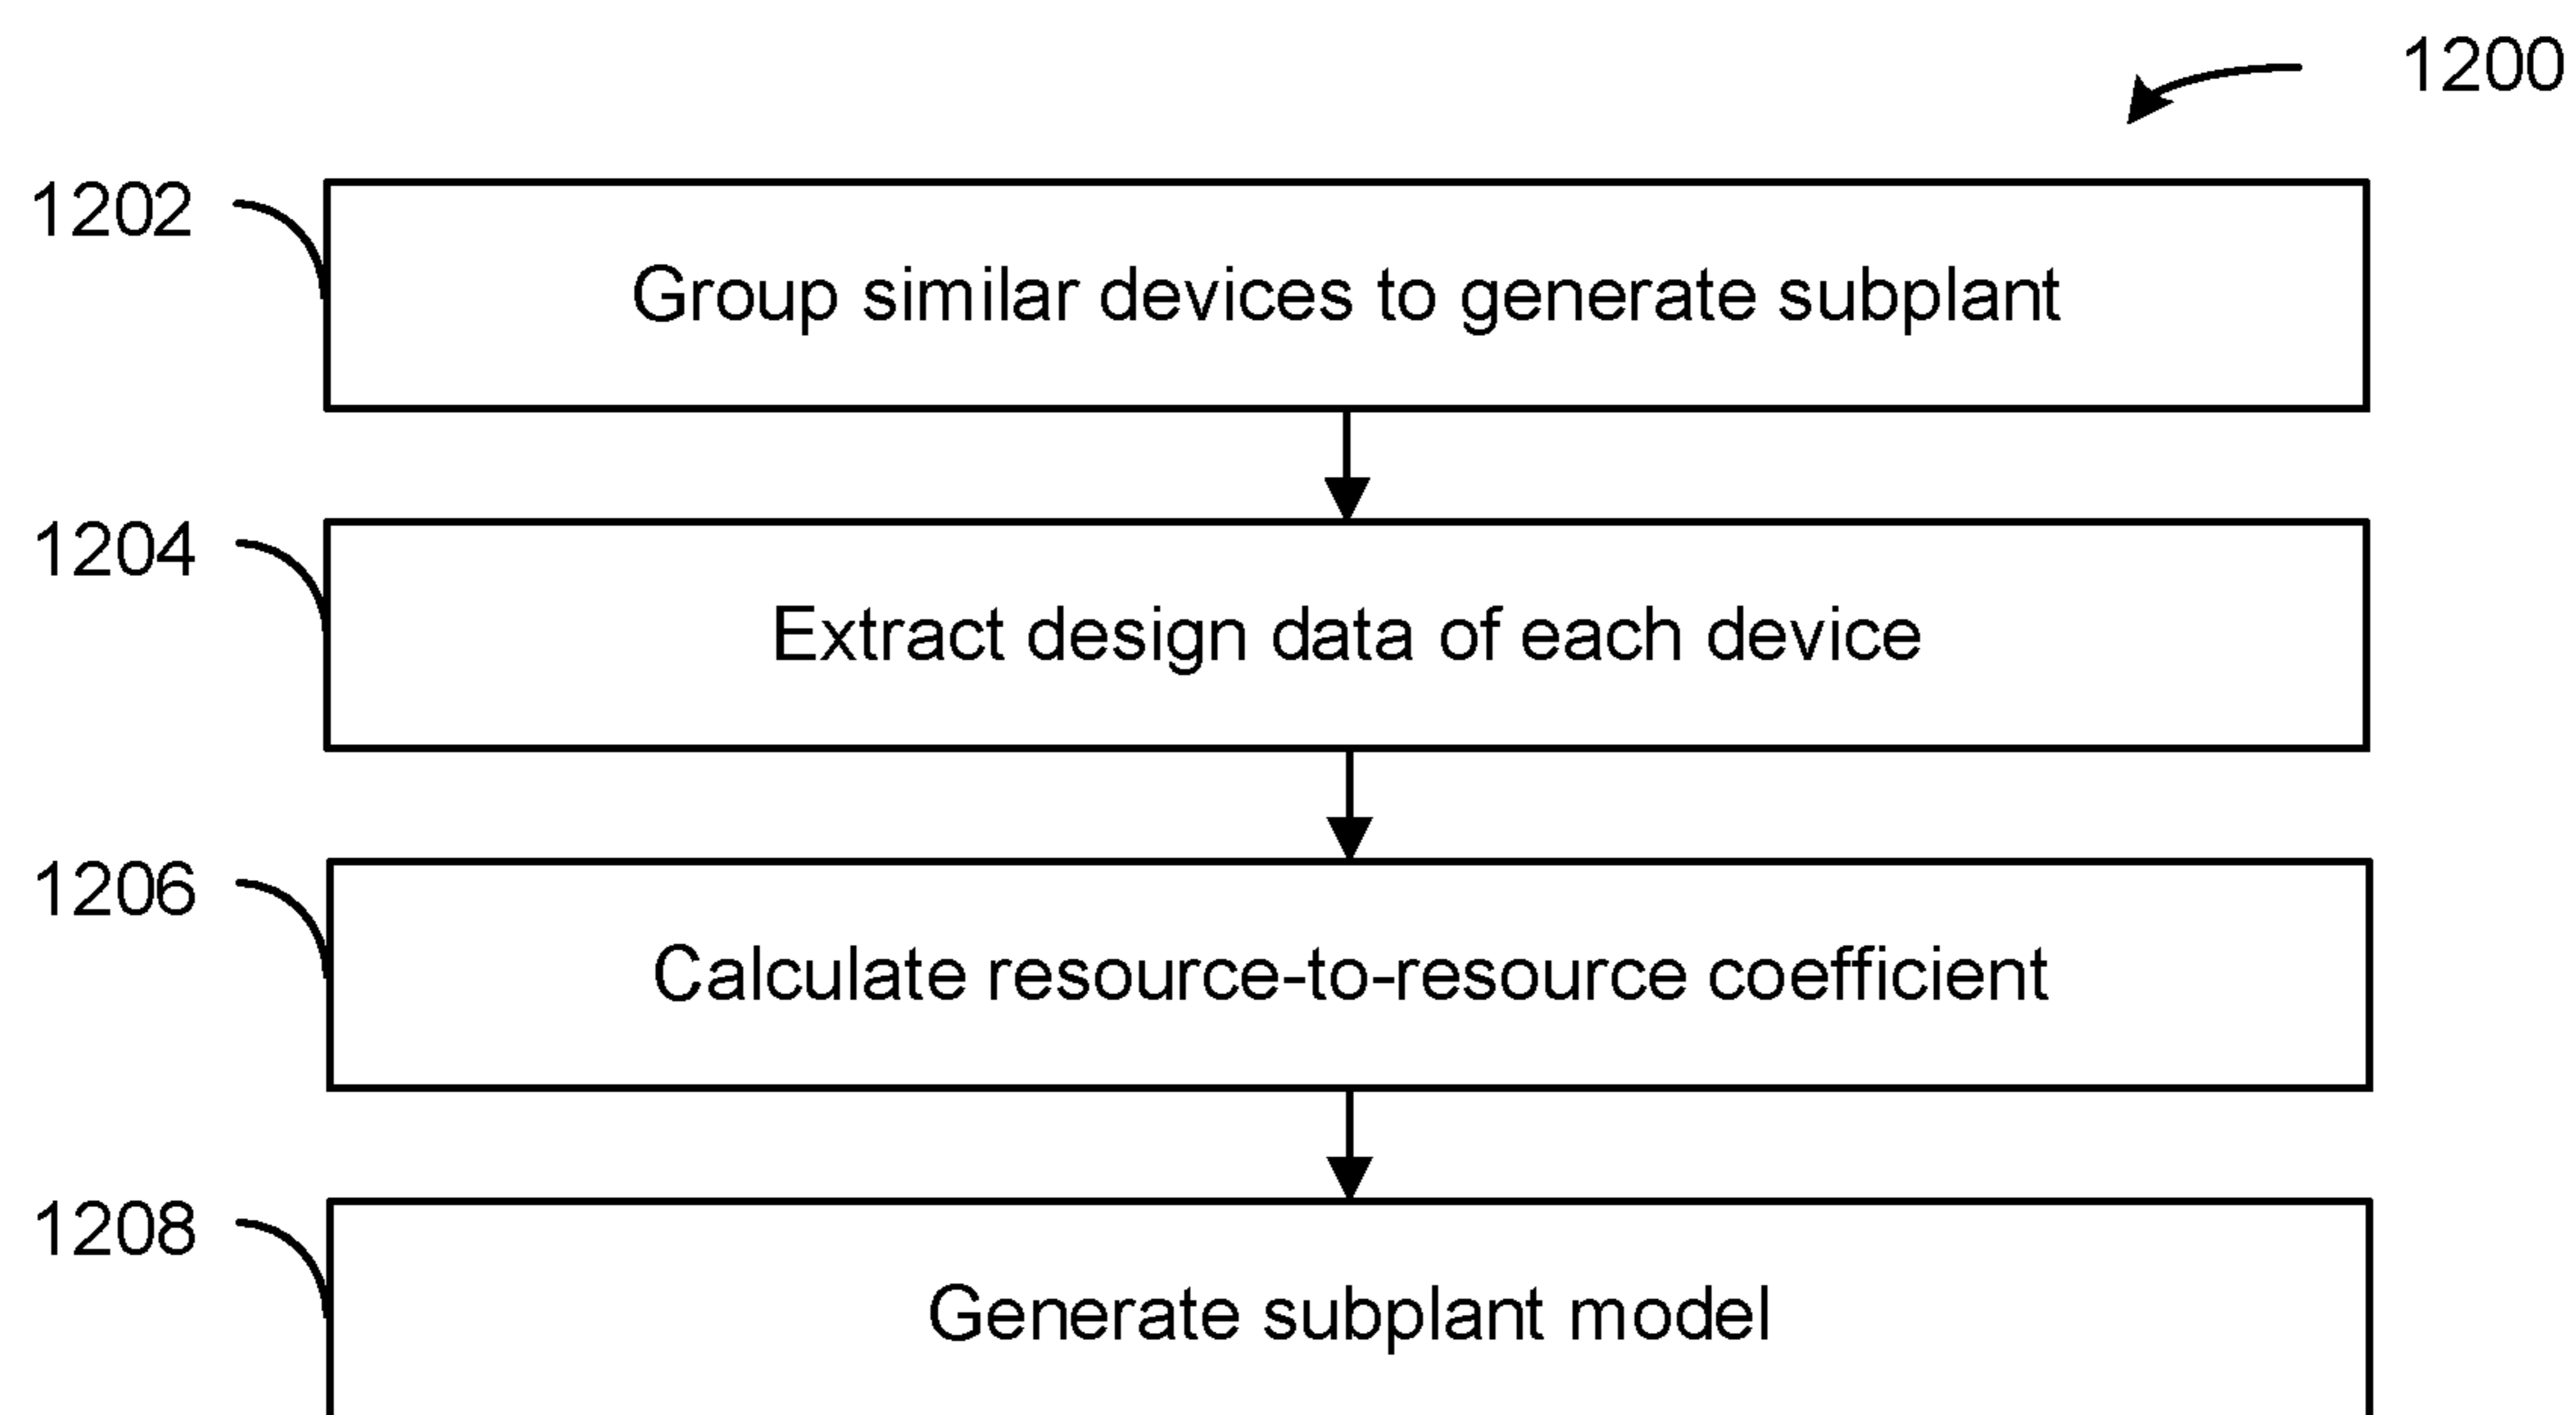 1200
1202
Group similar devices to generate subplant
1204
Extract design data of each device
1206
Calculate resource-to-resource coefficient
1208
Generate subplant model